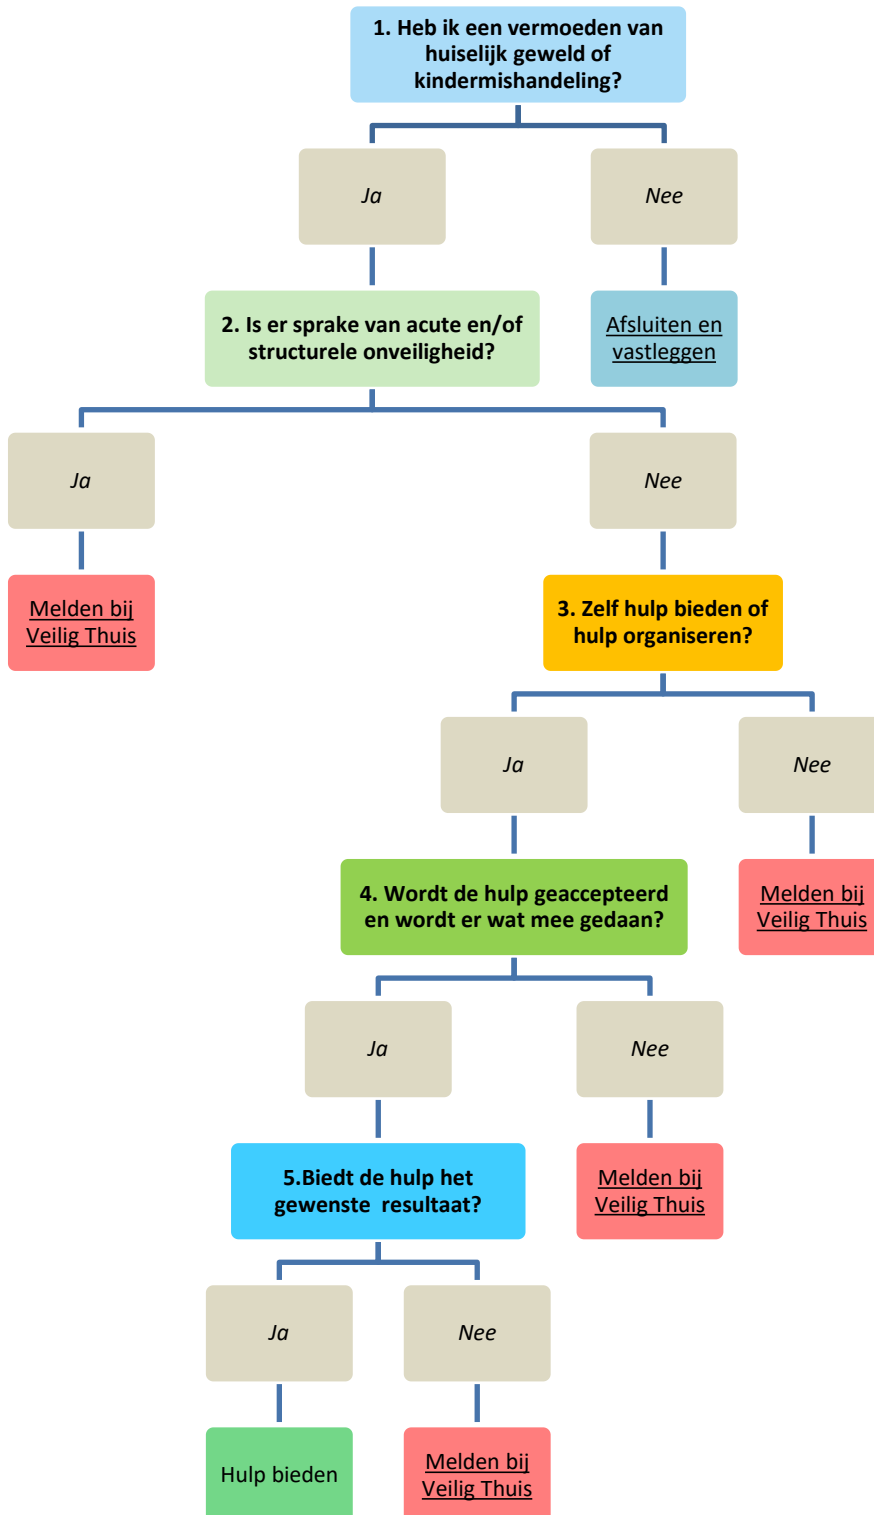 1. Heb ik een vermoeden van
huiselijk geweld of
kindermishandeling?
Ja
Nee
2. Is er sprake van acute en/of
structurele onveiligheid?
Afsluiten en
vastleggen
Ja
Nee
Melden bij
Veilig Thuis
3. Zelf hulp bieden of
hulp organiseren?
Ja
Nee
4. Wordt de hulp geaccepteerd
en wordt er wat mee gedaan?
Melden bij
Veilig Thuis
Ja
Nee
5.Biedt de hulp het
gewenste  resultaat?
Melden bij
Veilig Thuis
Ja
Nee
Hulp bieden
Melden bij
Veilig Thuis